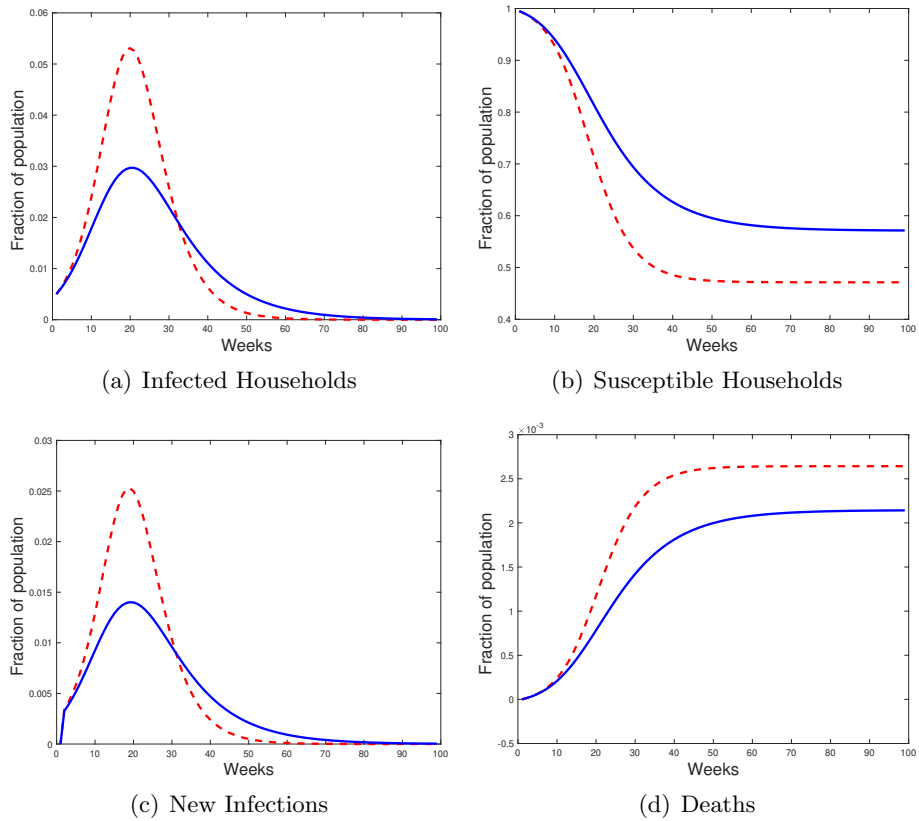 0.06
0.05
0.04
0.03
0.02
0.01
0
Fraction of population
0 10 20 30 40 50 60 70 80 90 100
Weeks
(a) Infected Households
1
0.9
0.8
0.7
0.6
0.5
0.4
Fraction of population
0 10 20 30 40 50 60 70 80 90 100
Weeks
(b) Susceptible Households
0.03
0.025
0.02
0.015
0.01
0.005
0
Fraction of population
0 10 20 30 40 50 60 70 80 90 100
Weeks
(c) New Infections
×10⁻³
3
2.5
2
1.5
1
0.5
0
-0.5
Fraction of population
0 10 20 30 40 50 60 70 80 90 100
Weeks
(d) Deaths